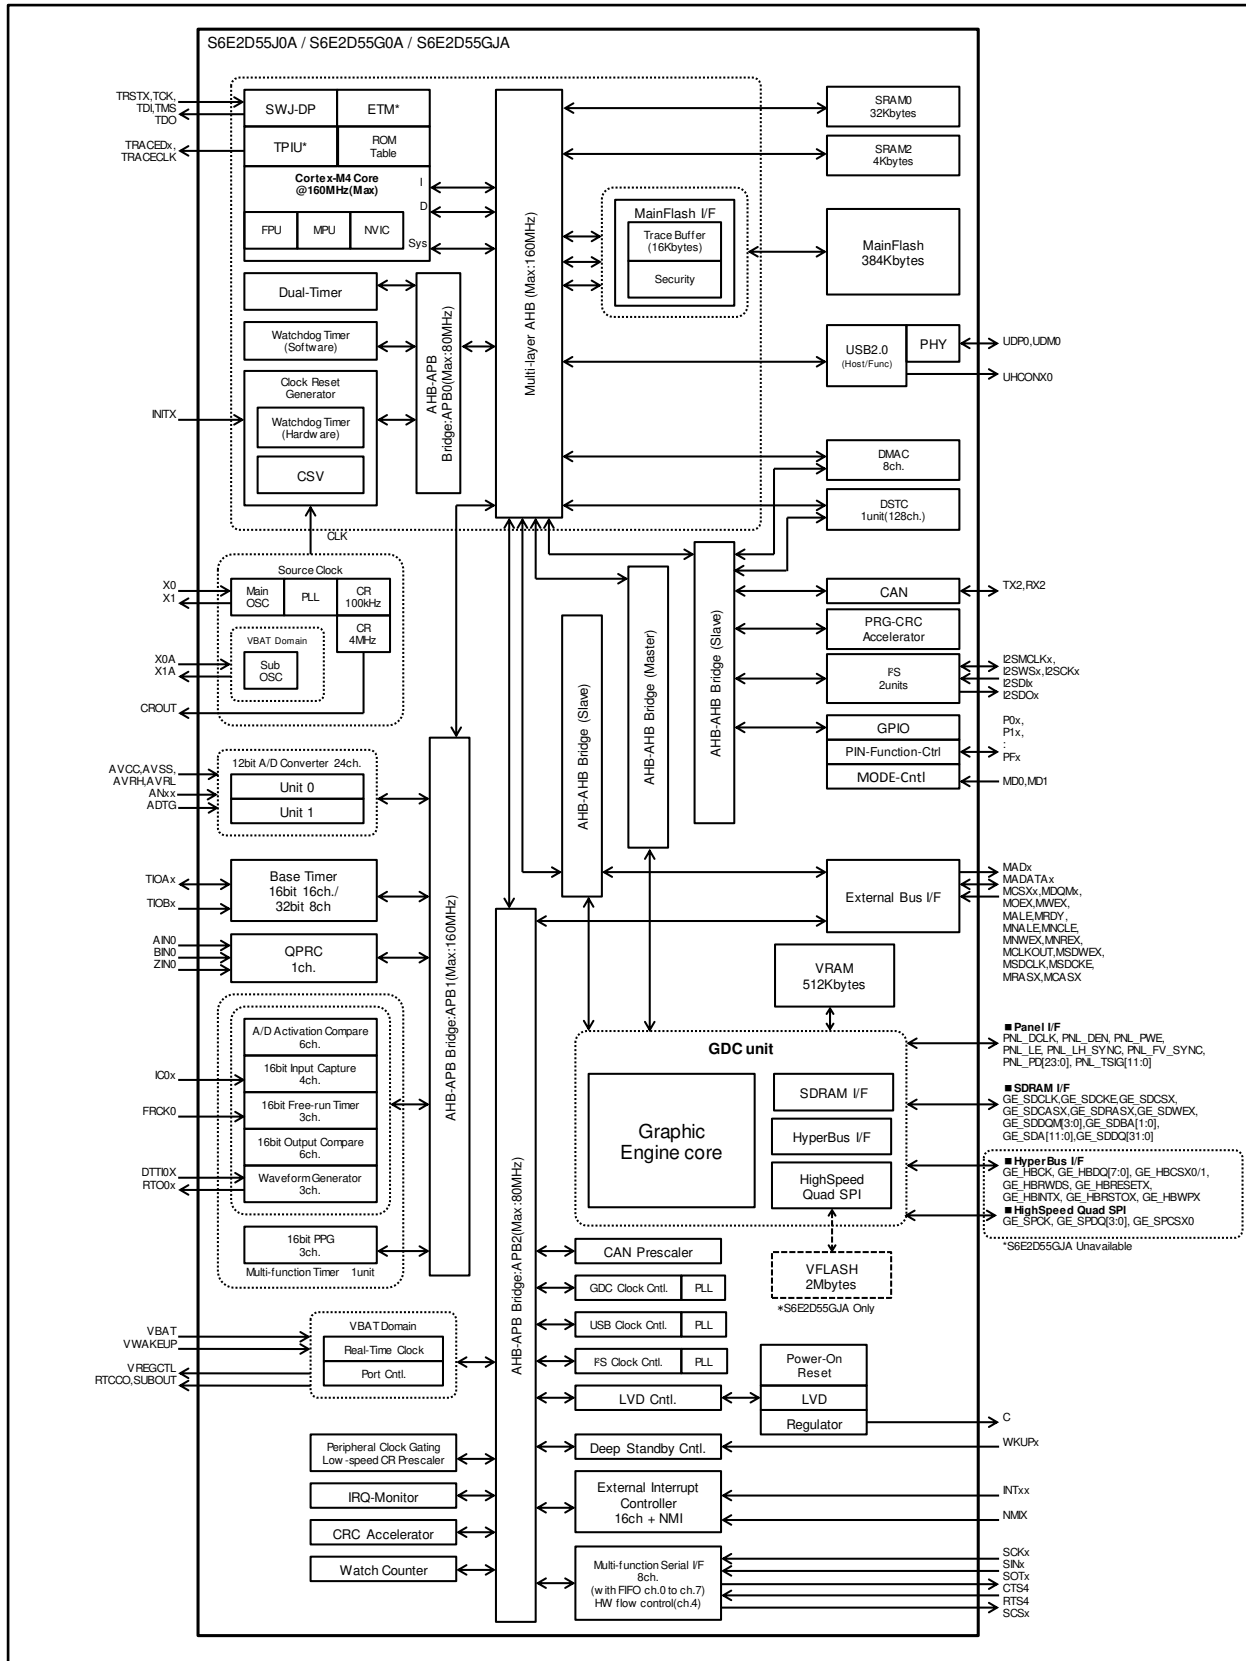 S6E2D55J0A / S6E2D55G0A / S6E2D55GJA
TRSTX,TCK,
TDI,TMS
TDO
TRACEDx,
TRACECLK
SWJ-DP
ETM*
TPIU*
ROM
Table
Cortex-M4 Core
@160MHz(Max)
I
D
Sys
FPU
MPU
NVIC
Dual-Timer
Watchdog Timer
(Software)
Clock Reset
Generator
Watchdog Timer
(Hardware)
CSV
INITX
CLK
AHB-APB
Bridge:APB0(Max:80MHz)
Multi-layer AHB (Max:160MHz)
MainFlash I/F
Trace Buffer
(16Kbytes)
Security
SRAM0
32Kbytes
SRAM2
4Kbytes
MainFlash
384Kbytes
USB2.0
(Host/Func)
PHY
UDP0,UDM0
UHCONX0
DMAC
8ch.
DSTC
1unit(128ch.)
Source Clock
X0
X1
Main
OSC
PLL
CR
100kHz
CR
4MHz
VBAT Domain
Sub
OSC
X0A
X1A
CROUT
AHB-AHB Bridge (Slave)
AHB-AHB Bridge (Master)
AHB-AHB Bridge (Slave)
CAN
TX2,RX2
PRG-CRC
Accelerator
I²S
2units
I2SMCLKx,
I2SWSx,I2SCKx
I2SDIx
I2SDOx
GPIO
PIN-Function-Ctrl
MODE-Cntl
P0x,
P1x,
:
PFx
MD0,MD1
12bit A/D Converter 24ch.
Unit 0
Unit 1
AVCC,AVSS,
AVRH,AVRL
ANxx
ADTG
Base Timer
16bit 16ch./
32bit 8ch
TIOAx
TIOBx
QPRC
1ch.
AIN0
BIN0
ZIN0
AHB-APB Bridge:APB1(Max:160MHz)
A/D Activation Compare
6ch.
16bit Input Capture
4ch.
16bit Free-run Timer
3ch.
16bit Output Compare
6ch.
Waveform Generator
3ch.
16bit PPG
3ch.
Multi-function Timer 1unit
IC0x
FRCK0
DTTI0X
RTO0x
External Bus I/F
MADx
MADATAx
MCSXx,MDQMx,
MOEX,MWEX,
MALE,MRDY,
MNALE,MNCLE,
MNWEX,MNREX,
MCLKOUT,MSDWEX,
MSDCLK,MSDCKE,
MRASX,MCASX
VRAM
512Kbytes
GDC unit
Graphic
Engine core
SDRAM I/F
HyperBus I/F
HighSpeed
Quad SPI
VFLASH
2Mbytes
*S6E2D55GJA Only
■Panel I/F
PNL_DCLK, PNL_DEN, PNL_PWE,
PNL_LE, PNL_LH_SYNC, PNL_FV_SYNC,
PNL_PD[23:0], PNL_TSIG[11:0]
■SDRAM I/F
GE_SDCLK,GE_SDCKE,GE_SDCSX,
GE_SDCASX,GE_SDRASX,GE_SDWEX,
GE_SDDQM[3:0],GE_SDBA[1:0],
GE_SDA[11:0],GE_SDDQ[31:0]
■HyperBus I/F
GE_HBCK, GE_HBDQ[7:0], GE_HBCSX0/1,
GE_HBRWDS, GE_HBRESETX,
GE_HBINTX, GE_HBRSTOX, GE_HBWPX
■HighSpeed Quad SPI
GE_SPCK, GE_SPDQ[3:0], GE_SPCSX0
*S6E2D55GJA Unavailable
AHB-APB Bridge:APB2(Max:80MHz)
CAN Prescaler
GDC Clock Cntl.
PLL
USB Clock Cntl.
PLL
I²S Clock Cntl.
PLL
LVD Cntl.
Power-On
Reset
LVD
Regulator
C
Deep Standby Cntl.
WKUPx
External Interrupt
Controller
16ch + NMI
INTxx
NMIX
Multi-function Serial I/F
8ch.
(with FIFO ch.0 to ch.7)
HW flow control(ch.4)
SCKx
SINx
SOTx
CTS4
RTS4
SCSx
VBAT Domain
Real-Time Clock
Port Cntl.
VBAT
VWAKEUP
VREGCTL
RTCCO,SUBOUT
Peripheral Clock Gating
Low-speed CR Prescaler
IRQ-Monitor
CRC Accelerator
Watch Counter